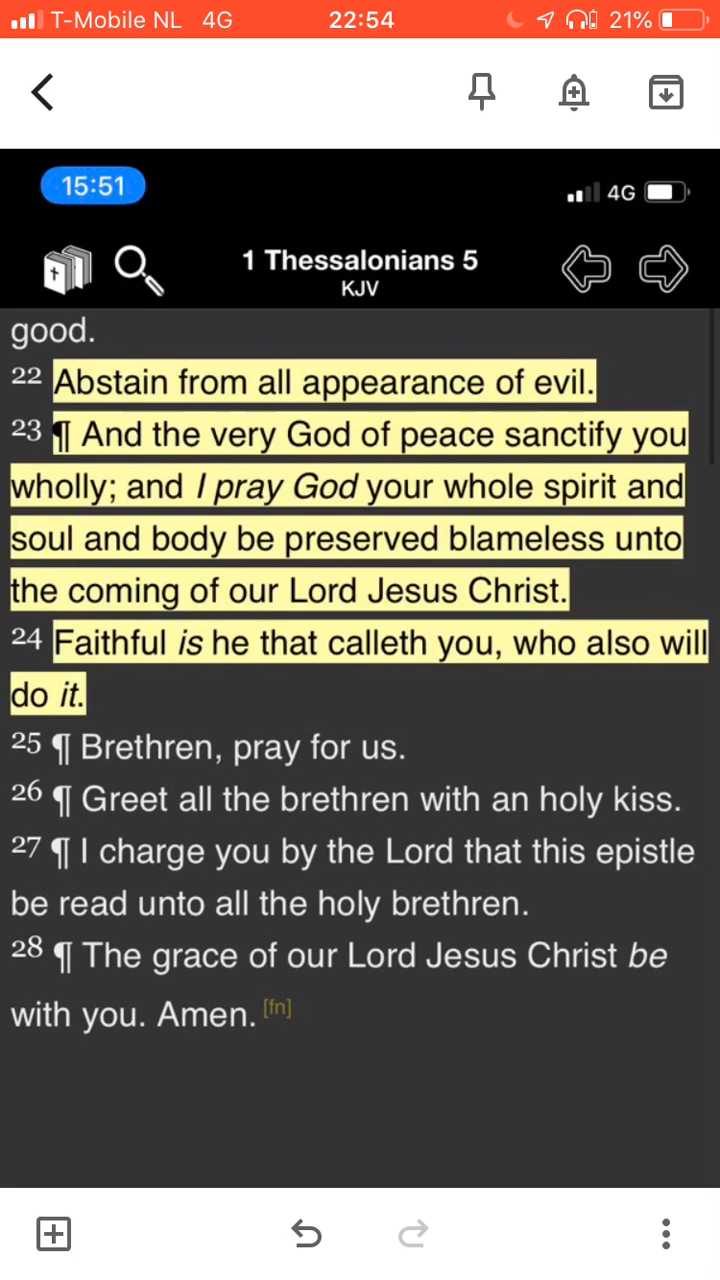 T-Mobile NL 4G 22:54 21%
15:51 4G
1 Thessalonians 5
KJV
good.
22 Abstain from all appearance of evil.
23 ¶ And the very God of peace sanctify you
wholly; and I pray God your whole spirit and
soul and body be preserved blameless unto
the coming of our Lord Jesus Christ.
24 Faithful is he that calleth you, who also will
do it.
25 ¶ Brethren, pray for us.
26 ¶ Greet all the brethren with an holy kiss.
27 ¶ I charge you by the Lord that this epistle
be read unto all the holy brethren.
28 ¶ The grace of our Lord Jesus Christ be
with you. Amen. [fn]